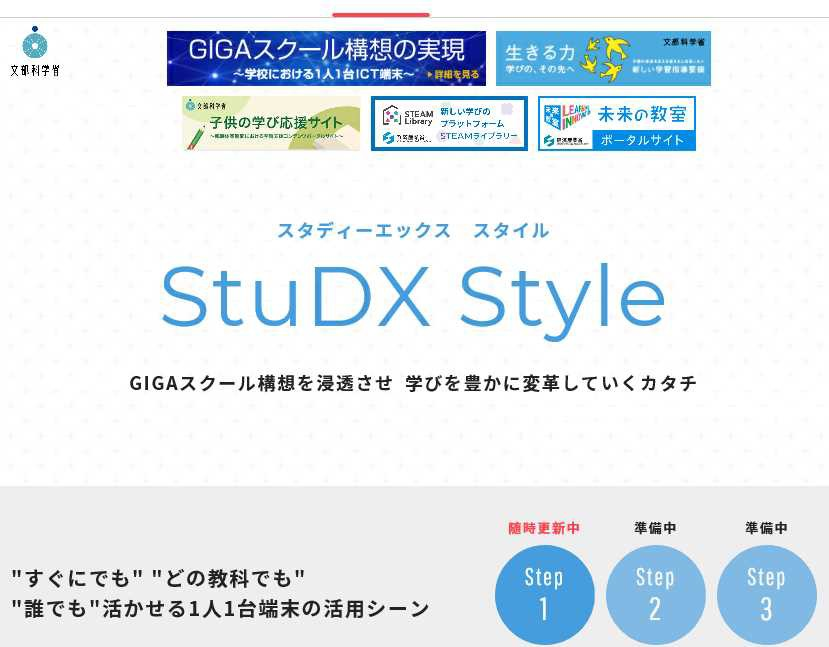 文部科学省
GIGAスクール構想の実現
~学校における1人1台ICT端末~
詳細を見る
生きる力
学びの、その先へ
文部科学省
新しい学習指導要領
文部科学省
子供の学び応援サイト
STEAM
Library
新しい学びの
プラットフォーム
STEAMライブラリー
未来の教室
ポータルサイト
スタディーエックス スタイル
StuDX Style
GIGAスクール構想を浸透させ 学びを豊かに変革していくカタチ
"すぐにでも" "どの教科でも"
"誰でも"活かせる1人1台端末の活用シーン
随時更新中
Step
1
準備中
Step
2
準備中
Step
3